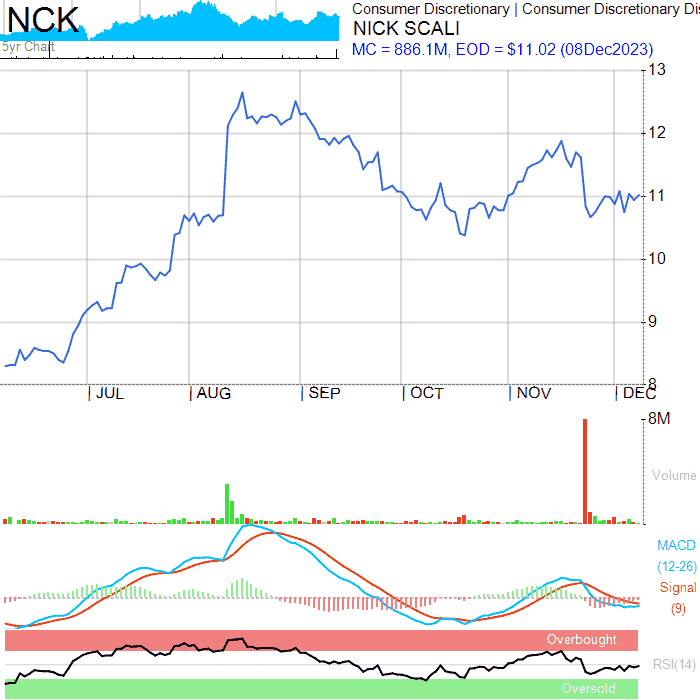 NCK
5yr Chart
Consumer Discretionary | Consumer Discretionary Dis
NICK SCALI
MC = 886.1M, EOD = $11.02 (08Dec2023)
13
12
11
10
9
8
JUL AUG SEP OCT NOV DEC
8M
Volume
MACD
(12-26)
Signal
(9)
Overbought
RSI(14)
Oversold